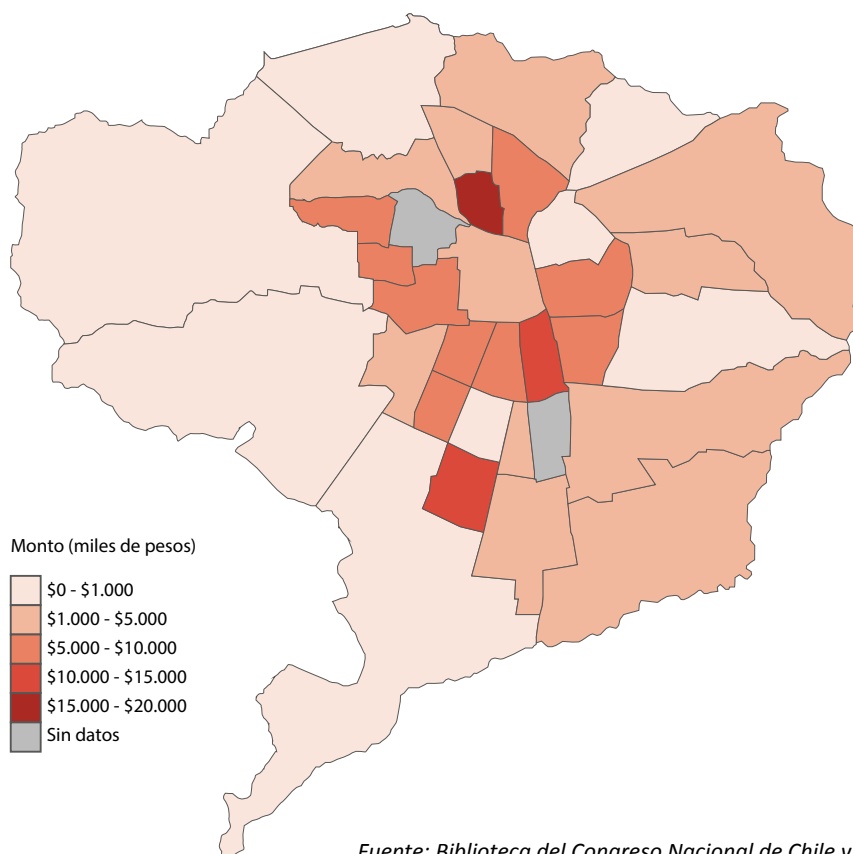 Monto (miles de pesos)
$0 - $1.000
$1.000 - $5.000
$5.000 - $10.000
$10.000 - $15.000
$15.000 - $20.000
Sin datos
Fuente: Biblioteca del Congreso Nacional de Chile y